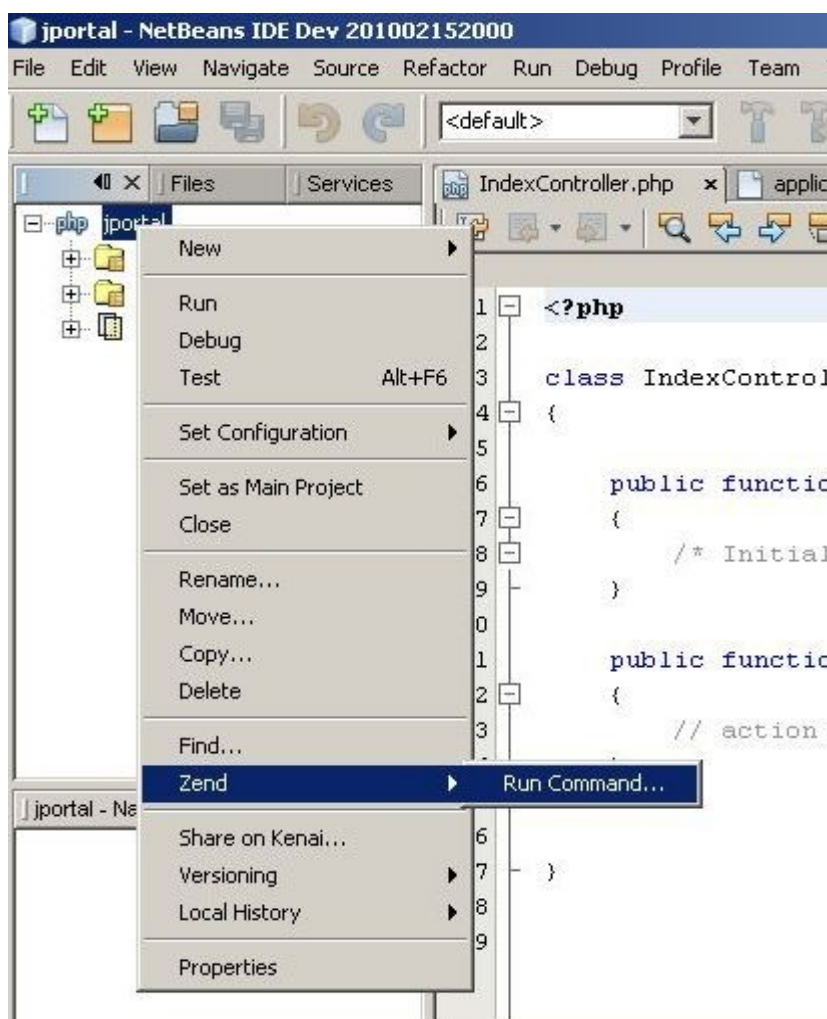 jportal - NetBeans IDE Dev 201002152000
File Edit View Navigate Source Refactor Run Debug Profile Team
<default>
Files Services IndexController.php x applic
php jportal
New
Run
Debug
Test Alt+F6
Set Configuration
Set as Main Project
Close
Rename...
Move...
Copy...
Delete
Find...
Zend Run Command...
Share on Kenai...
Versioning
Local History
Properties
jportal - Na
1 <?php
2
3 class IndexControl
4 {
5
6 public functio
7 {
8 /* Initial
9 }
0
1 public functio
2 {
3 // action
6
7 }
8
9